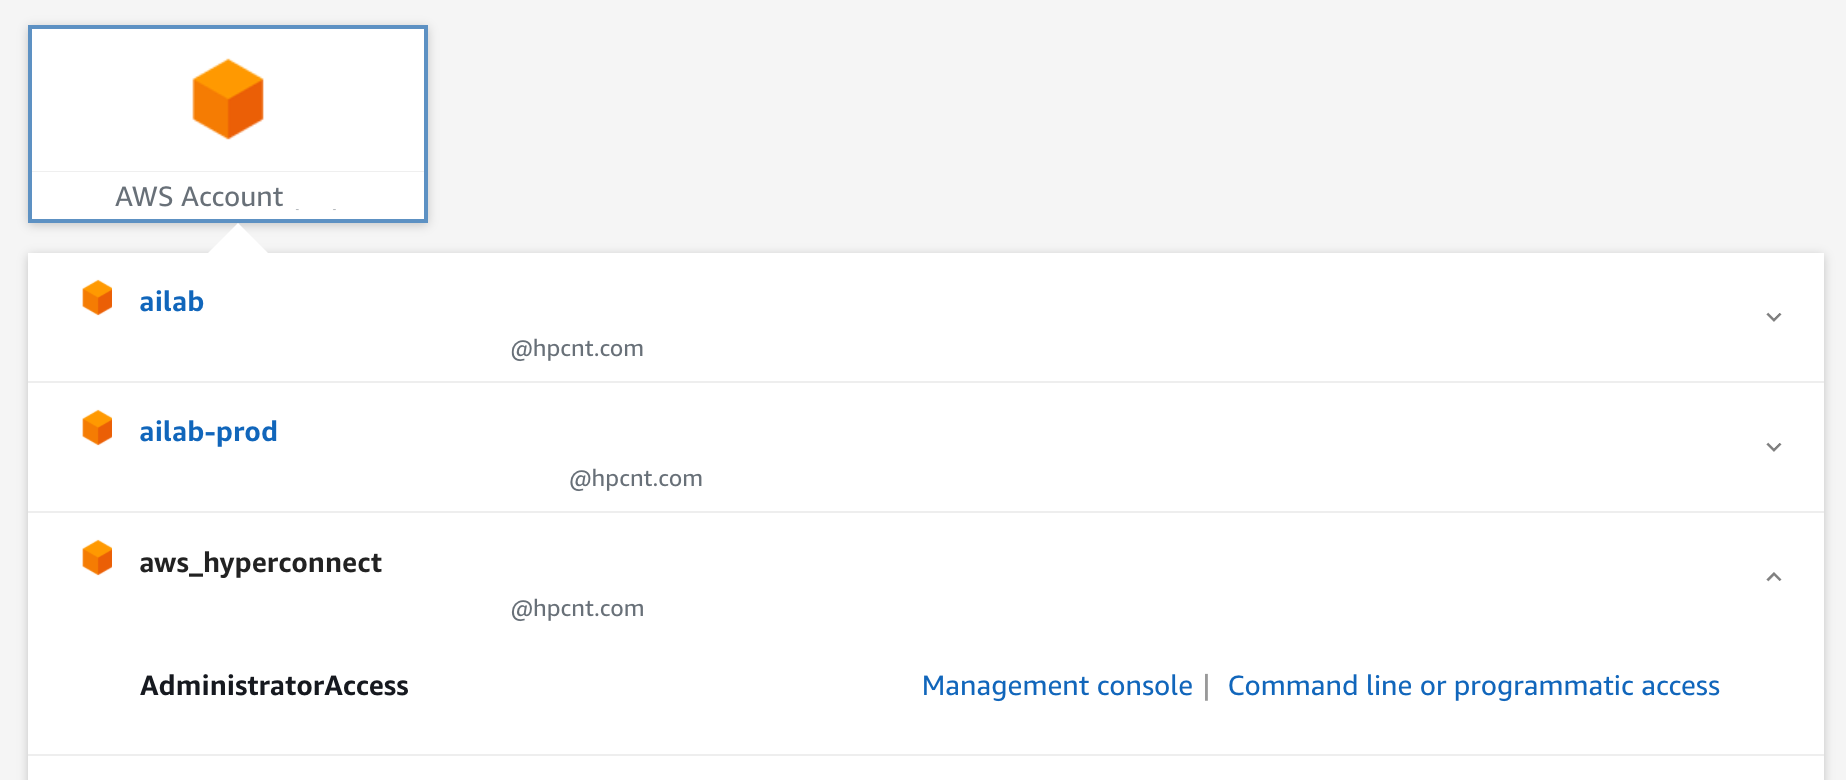 AWS Account
ailab
@hpcnt.com
ailab-prod
@hpcnt.com
aws_hyperconnect
@hpcnt.com
AdministratorAccess Management console | Command line or programmatic access